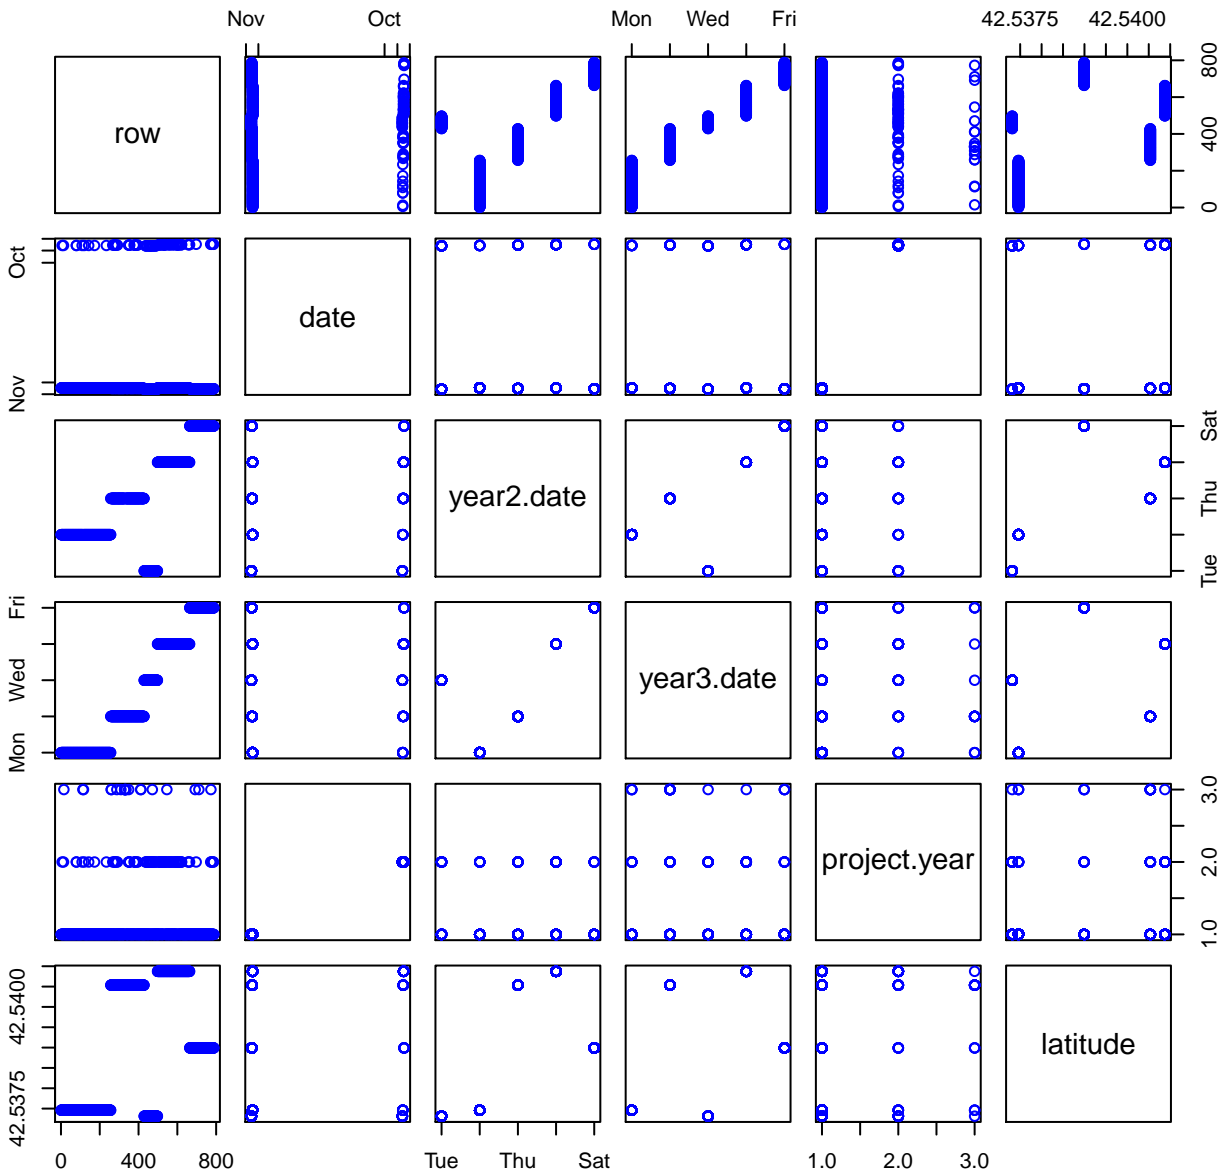 Nov Oct Mon Wed Fri 42.5375 42.5400
row 0 400 800
Nov Oct date
year2.date Tue Thu Sat
Mon Wed Fri year3.date
project.year 1.0 2.0 3.0
42.5375 42.5400 latitude
0 400 800 Tue Thu Sat 1.0 2.0 3.0